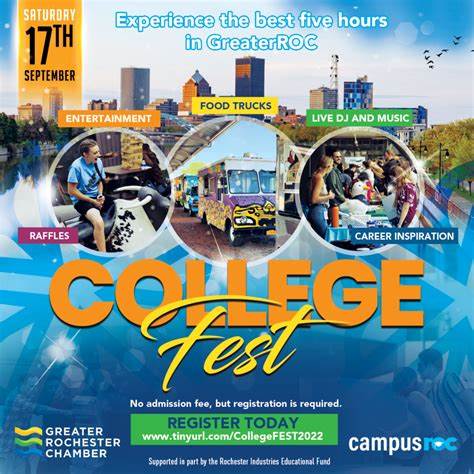 SATURDAY
17TH
SEPTEMBER
Experience the best five hours
in GreaterROC
ENTERTAINMENT
FOOD TRUCKS
LIVE DJ AND MUSIC
RAFFLES
CAREER INSPIRATION
COLLEGE
Fest
No admission fee, but registration is required.
REGISTER TODAY
www.tinyurl.com/CollegeFEST2022
GREATER
ROCHESTER
CHAMBER
campusroc
Supported in part by the Rochester Industries Educational Fund